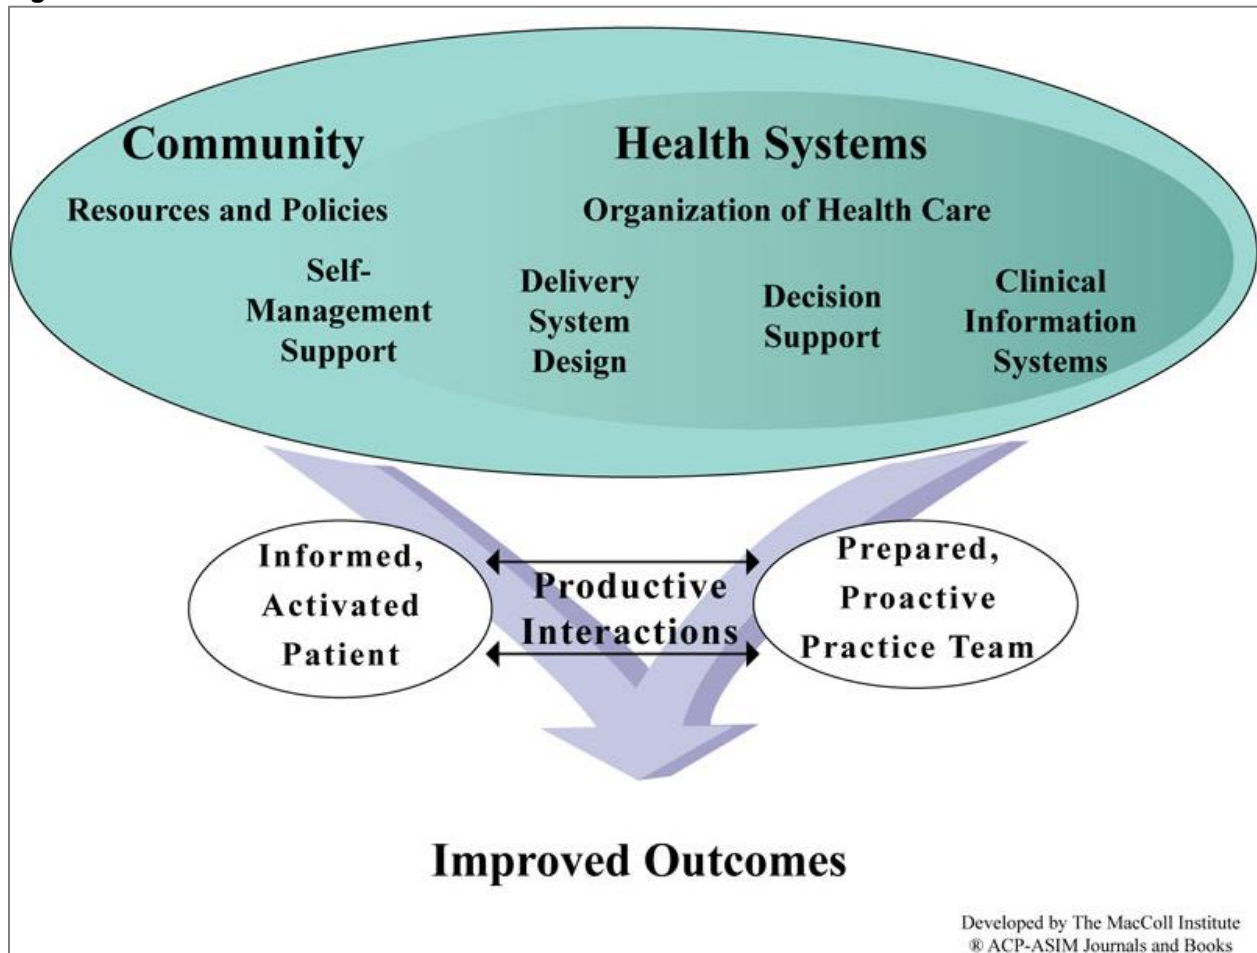 Community
Health Systems
Resources and Policies
Organization of Health Care
Self-
Management
Support
Delivery
System
Design
Decision
Support
Clinical
Information
Systems
Informed,
Activated
Patient
Productive
Interactions
Prepared,
Proactive
Practice Team
Improved Outcomes
Developed by The MacColl Institute
® ACP-ASIM Journals and Books